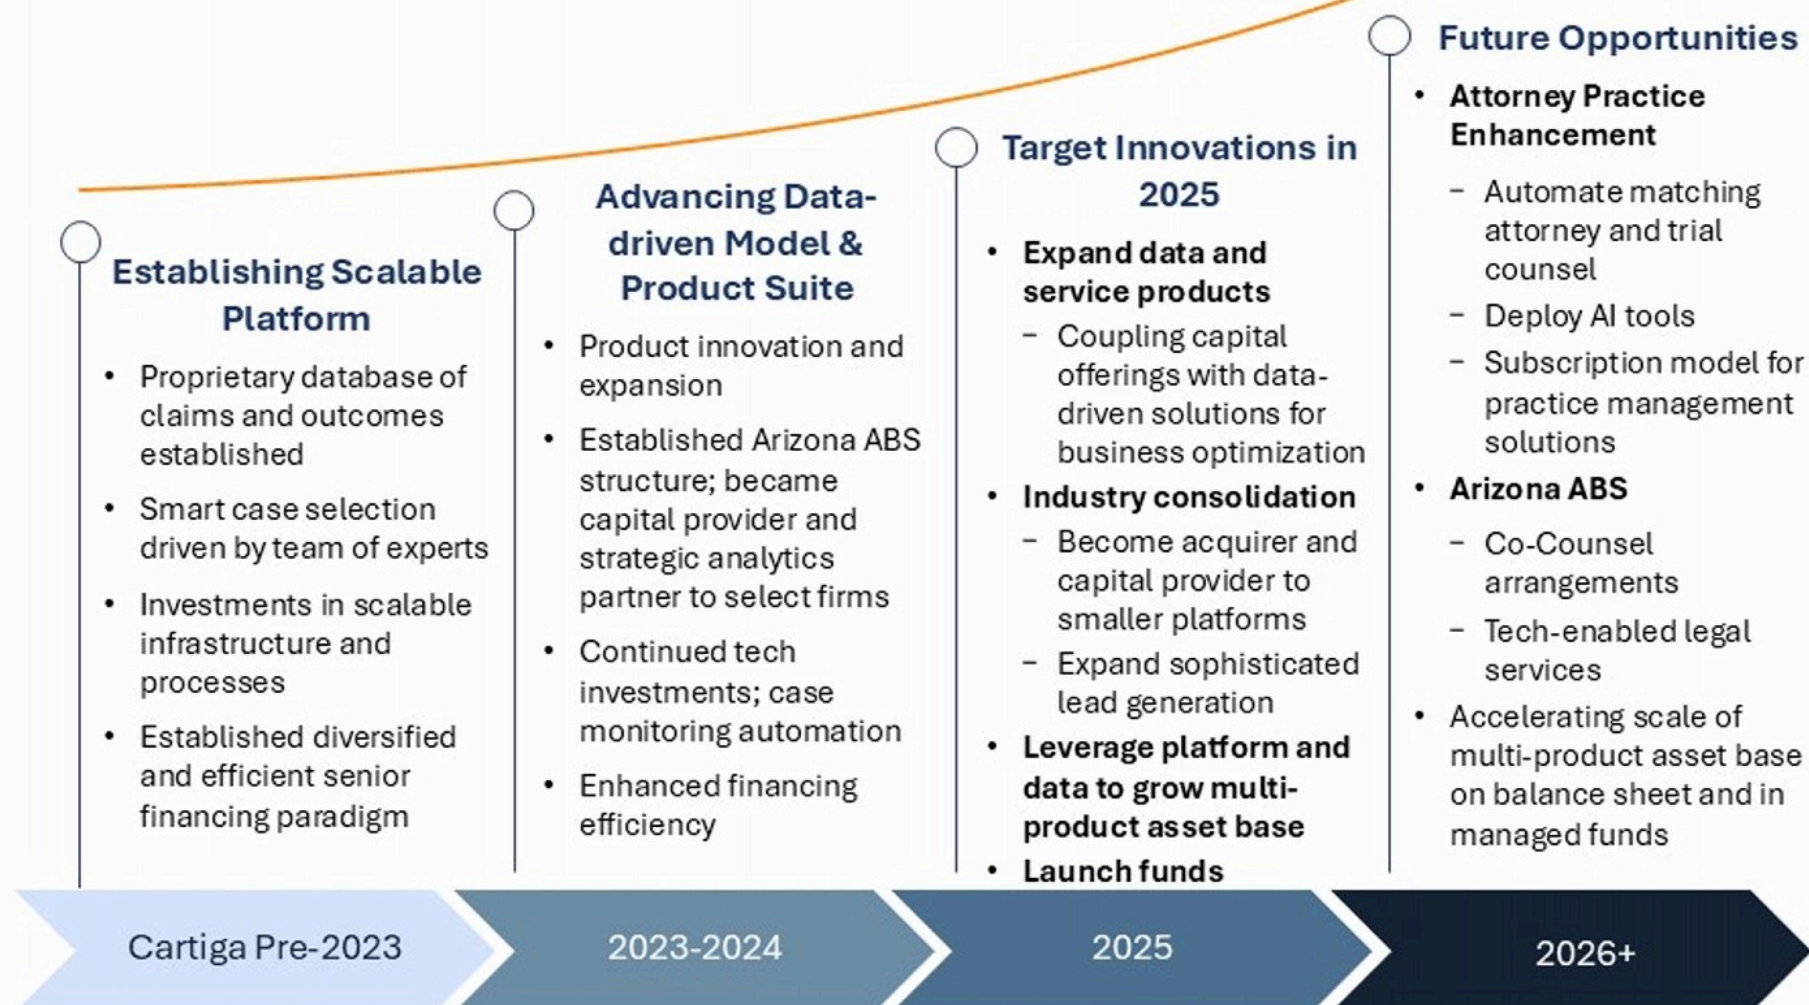 Establishing Scalable
Platform
• Proprietary database of
claims and outcomes
established
• Smart case selection
driven by team of experts
• Investments in scalable
infrastructure and
processes
• Established diversified
and efficient senior
financing paradigm
Cartiga Pre-2023
Advancing Data-
driven Model &
Product Suite
• Product innovation and
expansion
• Established Arizona ABS
structure; became
capital provider and
strategic analytics
partner to select firms
• Continued tech
investments; case
monitoring automation
• Enhanced financing
efficiency
2023-2024
Target Innovations in
2025
• Expand data and
service products
– Coupling capital
offerings with data-
driven solutions for
business optimization
• Industry consolidation
– Become acquirer and
capital provider to
smaller platforms
– Expand sophisticated
lead generation
• Leverage platform and
data to grow multi-
product asset base
• Launch funds
2025
Future Opportunities
• Attorney Practice
Enhancement
– Automate matching
attorney and trial
counsel
– Deploy AI tools
– Subscription model for
practice management
solutions
• Arizona ABS
– Co-Counsel
arrangements
– Tech-enabled legal
services
• Accelerating scale of
multi-product asset base
on balance sheet and in
managed funds
2026+